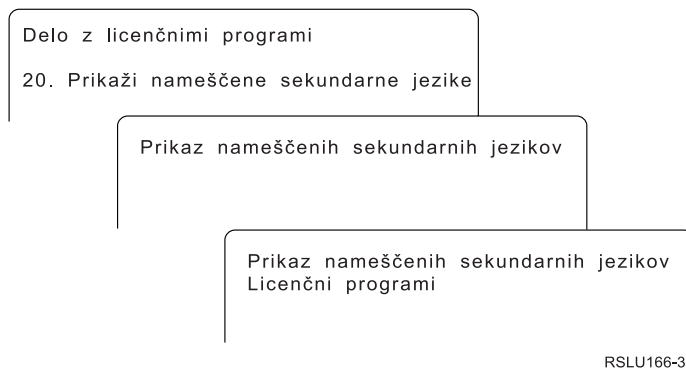 Delo z licenčnimi programi
20. Prikaži nameščene sekundarne jezike
Prikaz nameščenih sekundarnih jezikov
Prikaz nameščenih sekundarnih jezikov
Licenčni programi
RSLU166-3